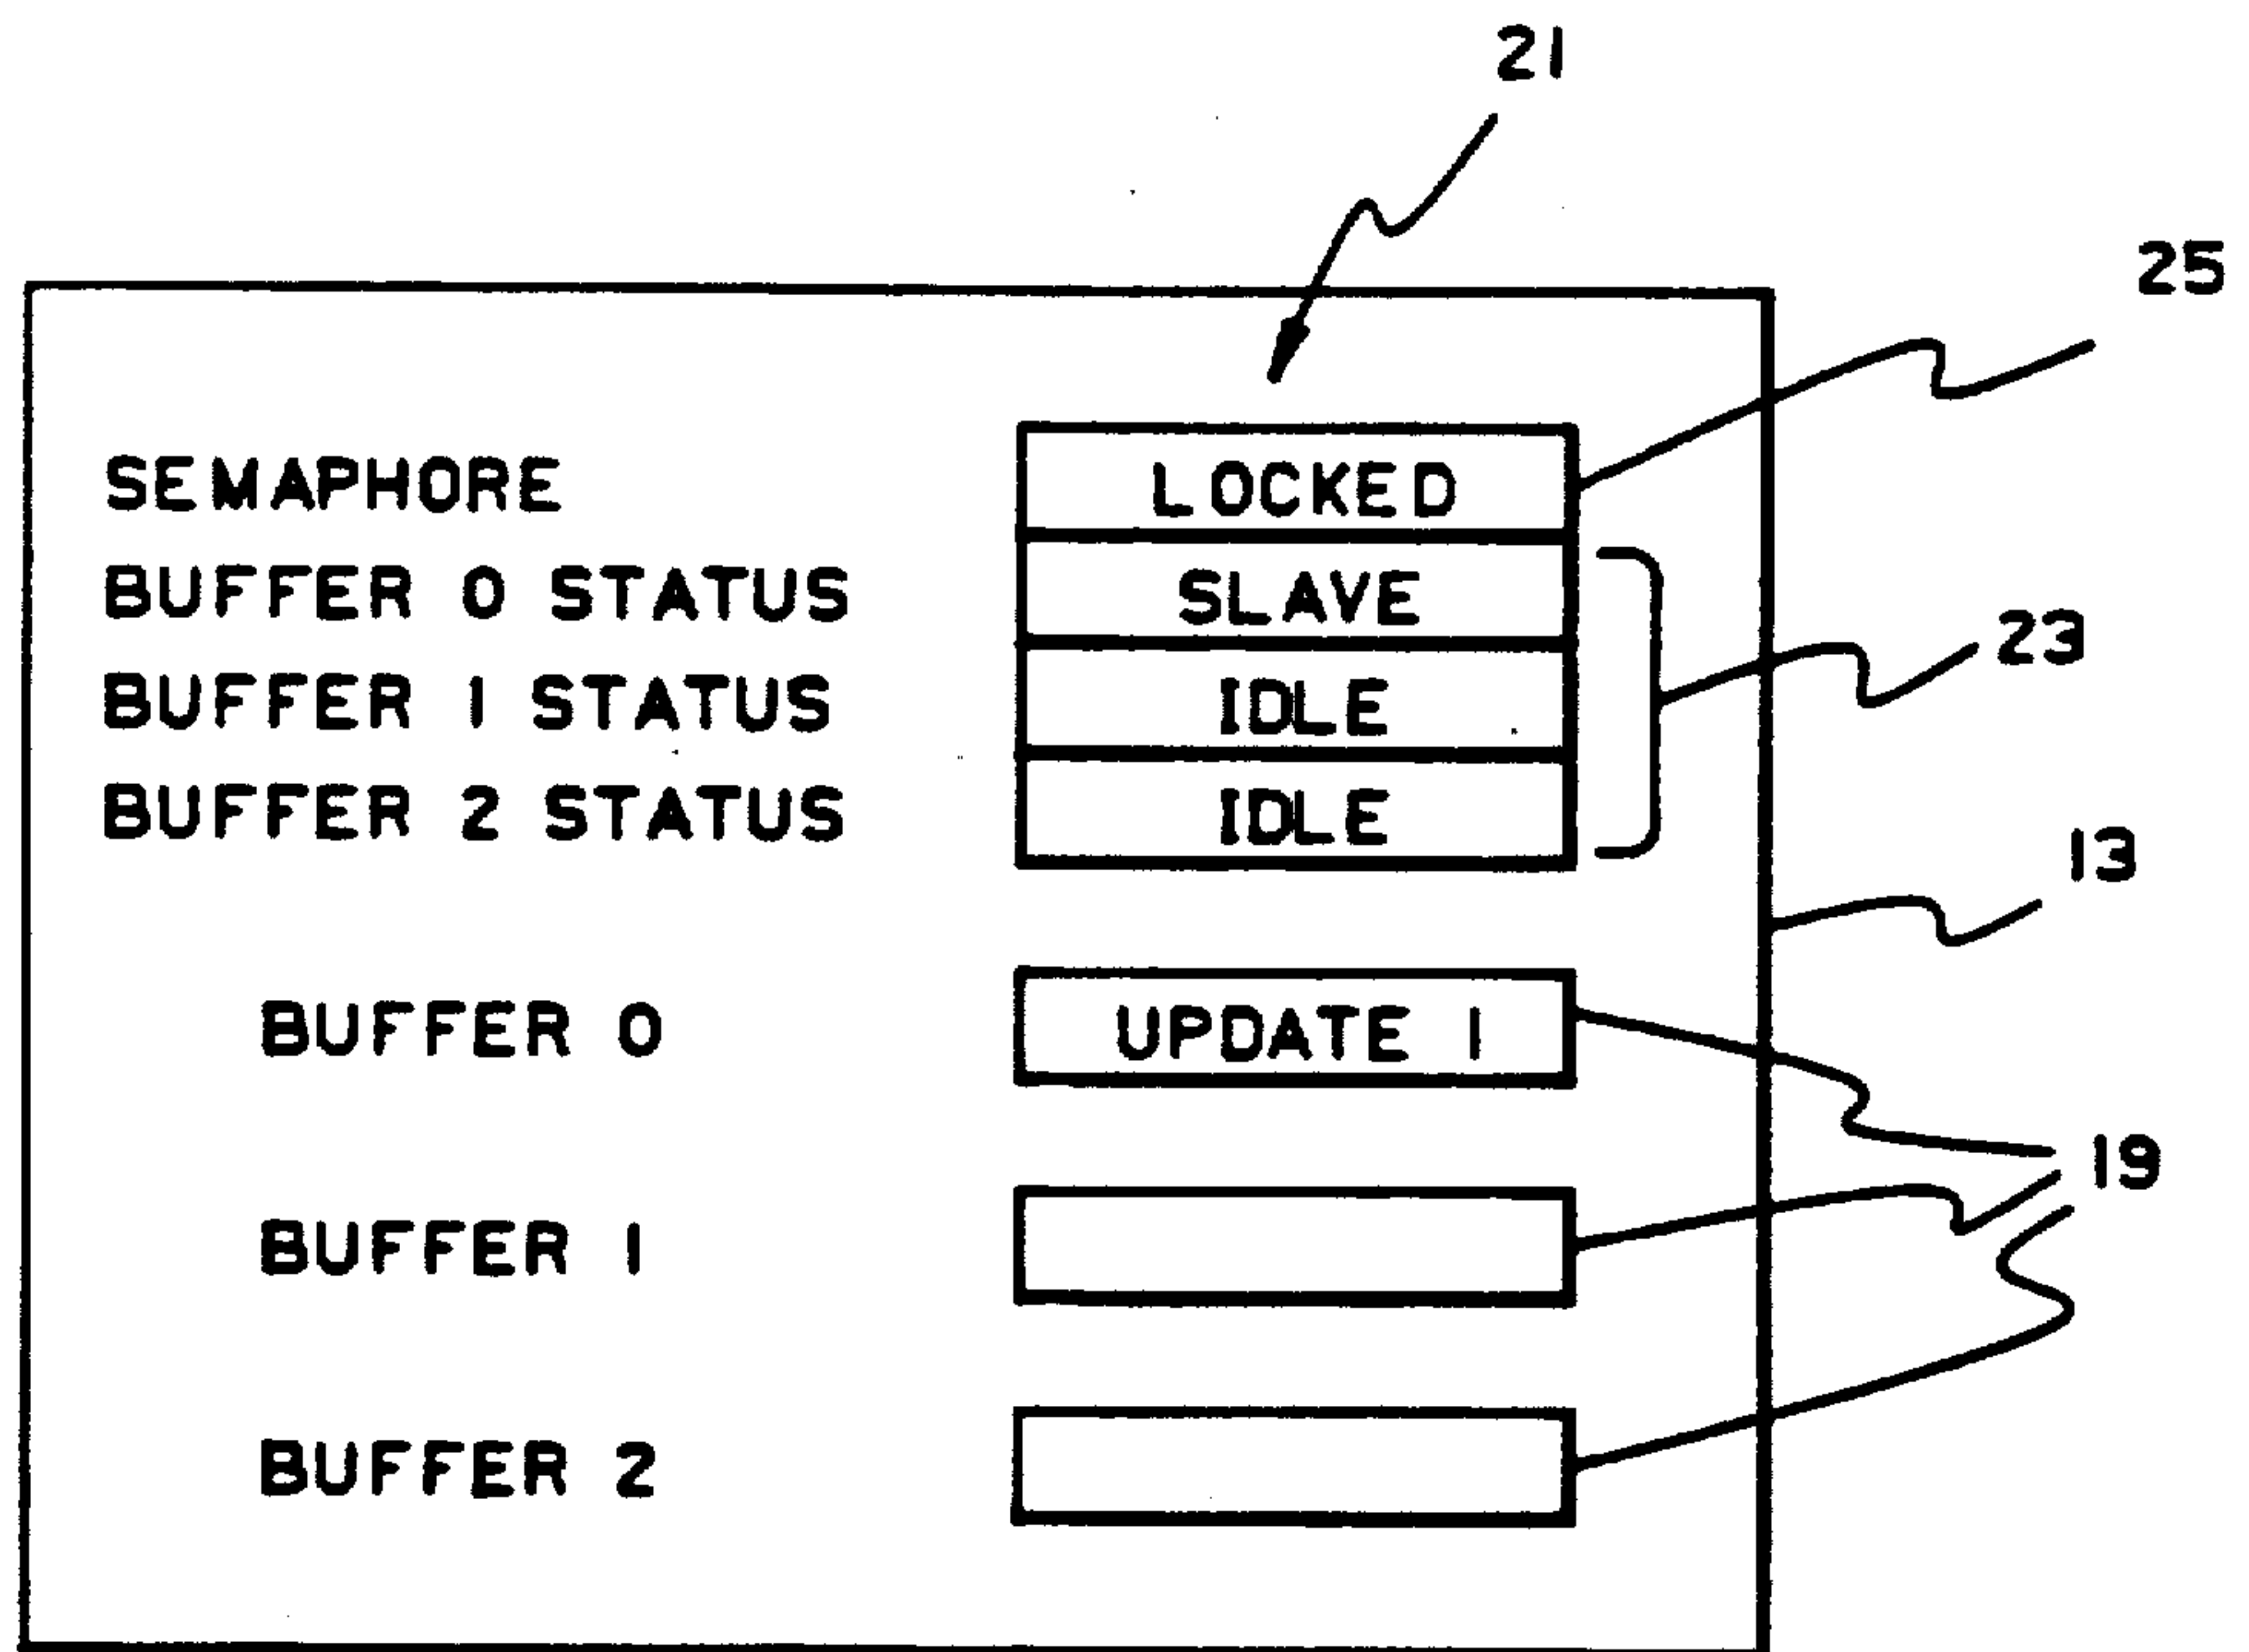 21
25
SEMAPHORE LOCKED
BUFFER 0 STATUS SLAVE
BUFFER 1 STATUS IDLE
23
BUFFER 2 STATUS IDLE
13
BUFFER 0 UPDATE 1
19
BUFFER 1
BUFFER 2